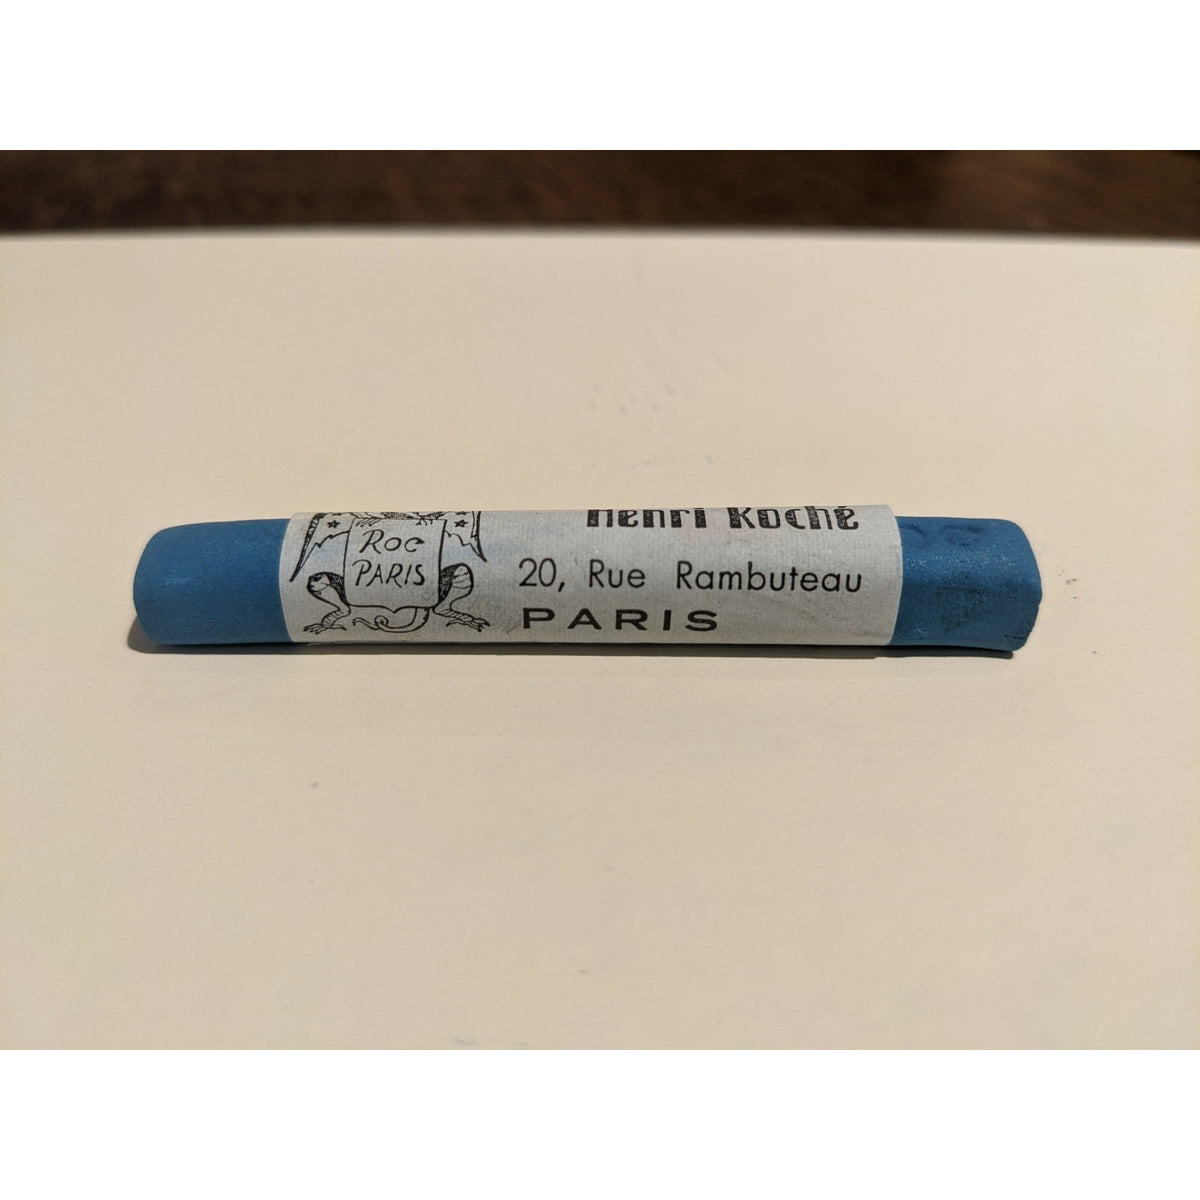 Roc
PARIS
Henri Roché
20, Rue Rambuteau
PARIS